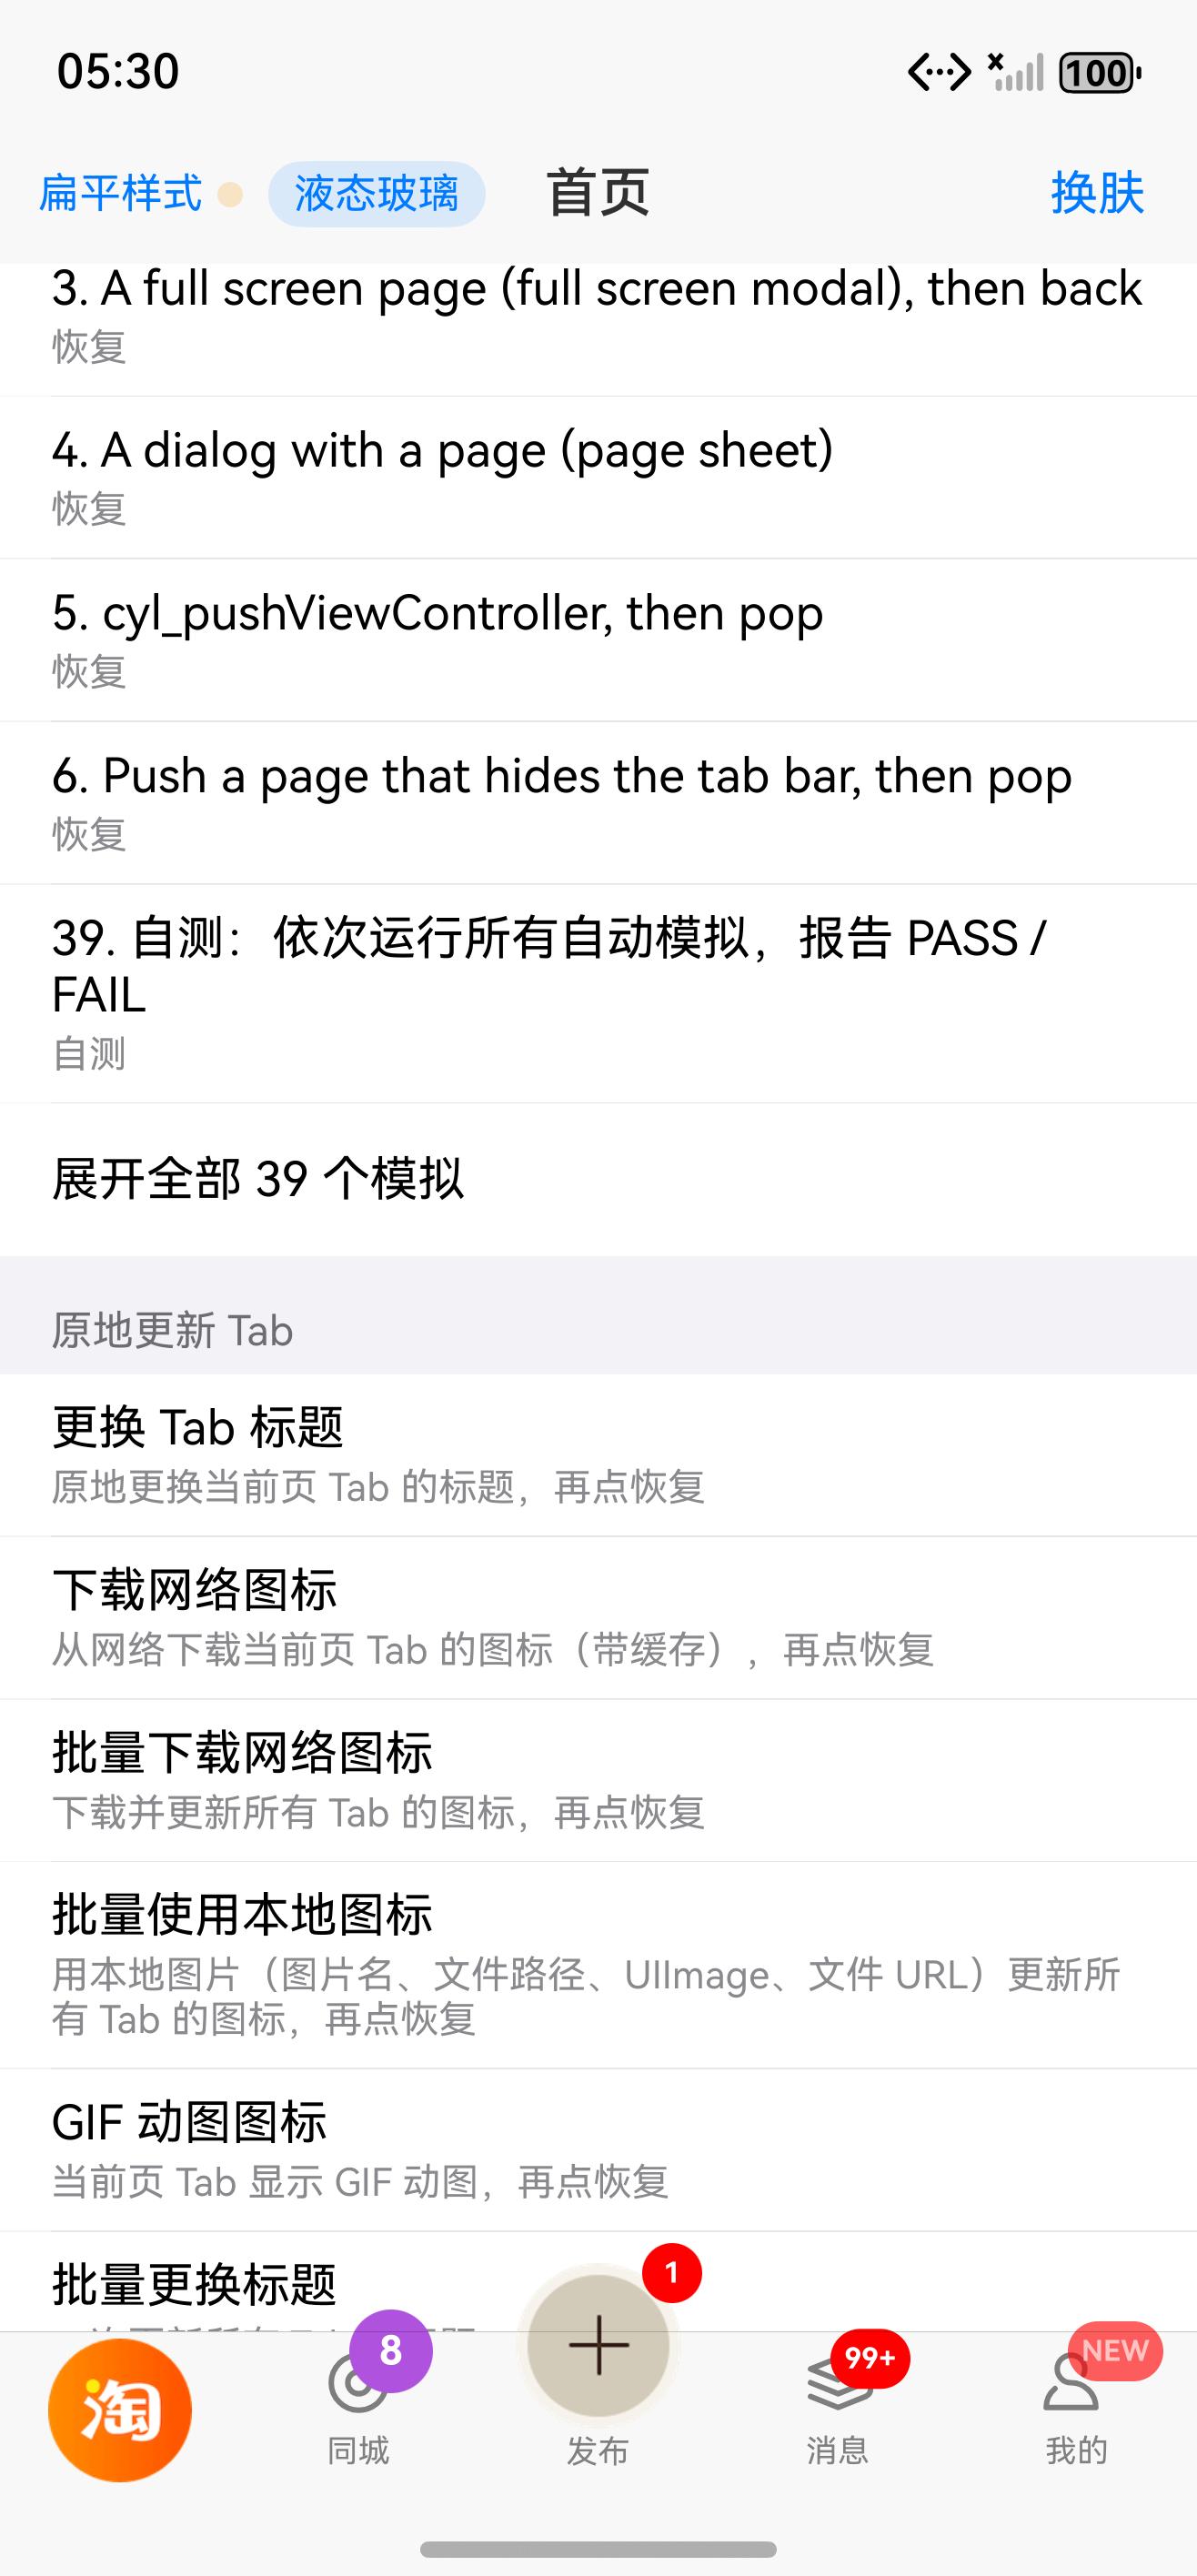 05:30
100
扁平样式
液态玻璃
首页
换肤
3. A full screen page (full screen modal), then back
恢复
4. A dialog with a page (page sheet)
恢复
5. cyl_pushViewController, then pop
恢复
6. Push a page that hides the tab bar, then pop
恢复
39. 自测：依次运行所有自动模拟，报告 PASS /
FAIL
自测
展开全部 39 个模拟
原地更新 Tab
更换 Tab 标题
原地更换当前页 Tab 的标题，再点恢复
下载网络图标
从网络下载当前页 Tab 的图标（带缓存），再点恢复
批量下载网络图标
下载并更新所有 Tab 的图标，再点恢复
批量使用本地图标
用本地图片（图片名、文件路径、UIImage、文件 URL）更新所
有 Tab 的图标，再点恢复
GIF 动图图标
当前页 Tab 显示 GIF 动图，再点恢复
批量更换标题
1
8
99+
NEW
淘
同城
发布
消息
我的